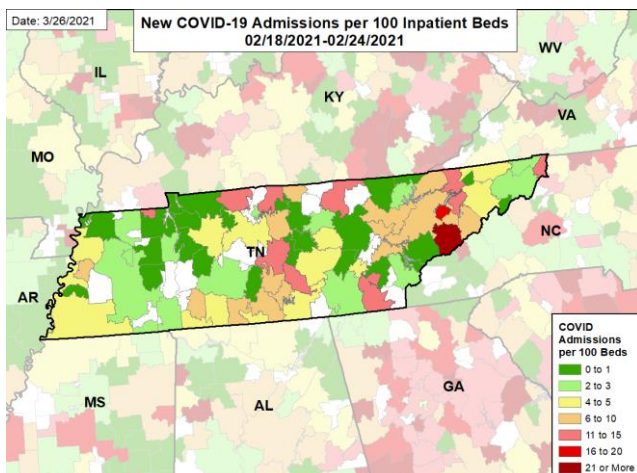 Date: 3/26/2021
New COVID-19 Admissions per 100 Inpatient Beds
02/18/2021-02/24/2021
WV
IL
KY
VA
MO
TN
NC
AR
MS
AL
GA
COVID
Admissions
per 100 Beds
0 to 1
2 to 3
4 to 5
6 to 10
11 to 15
16 to 20
21 or More